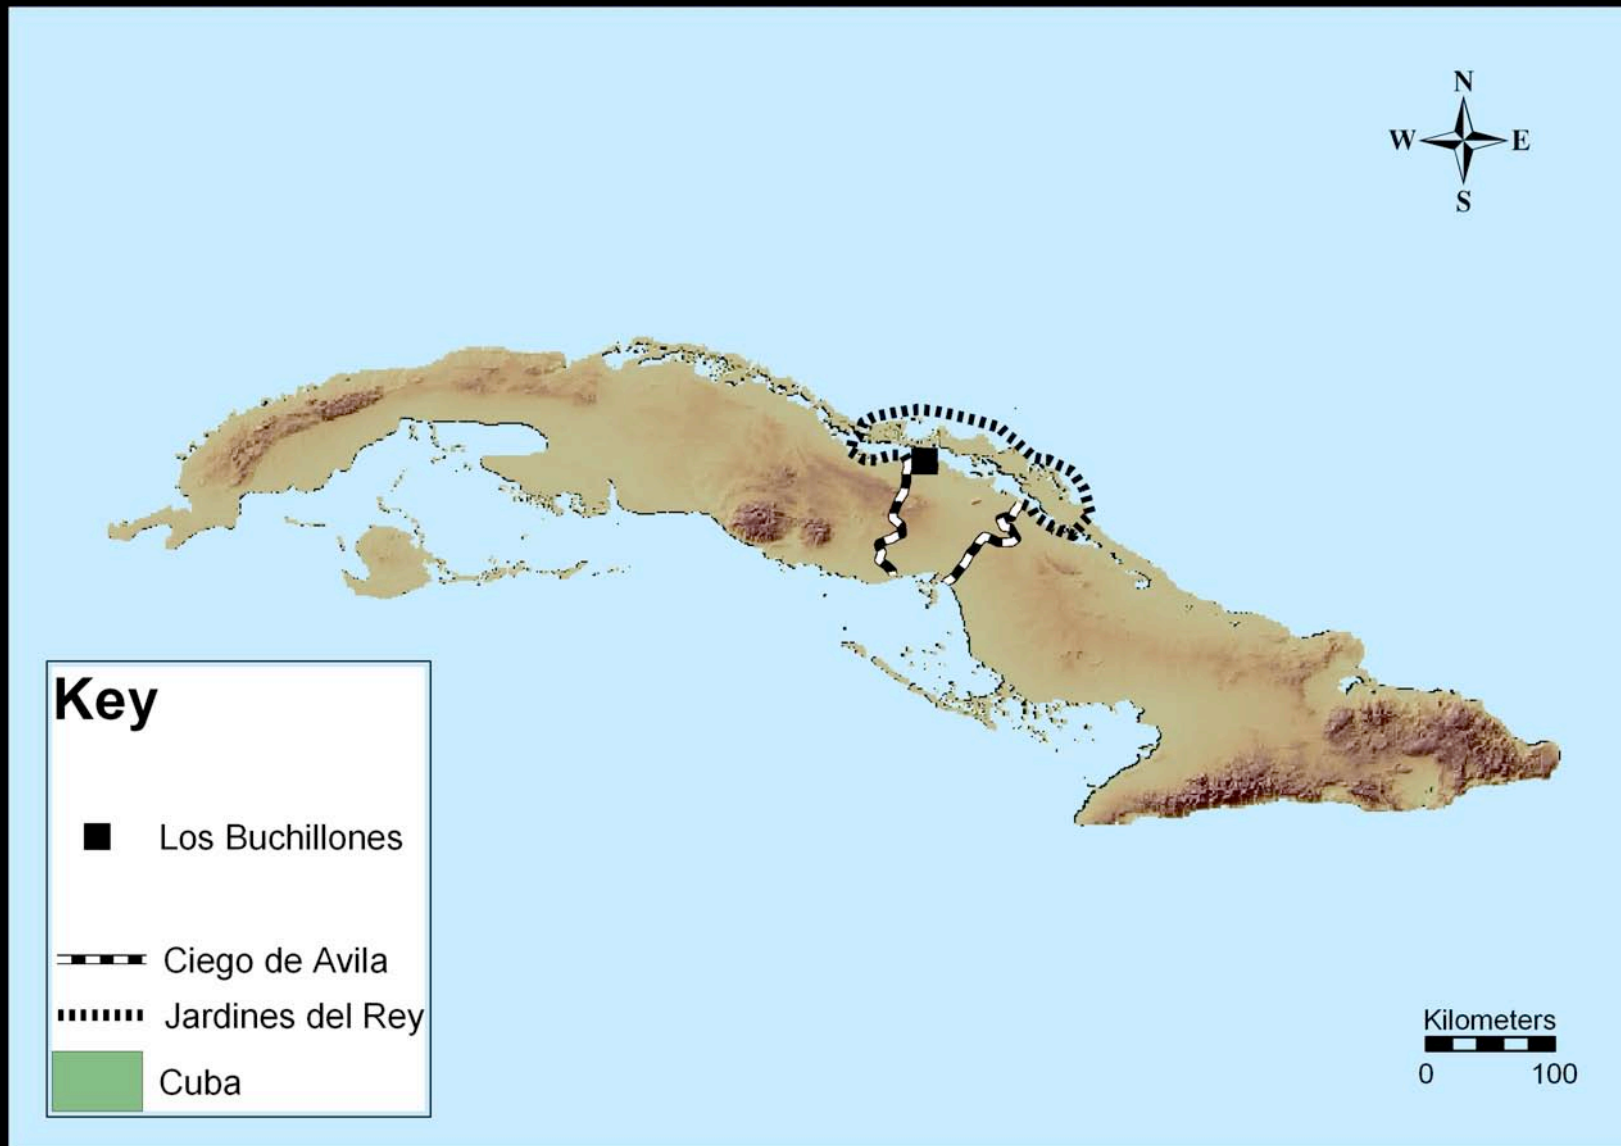 N
W E
S
Key
Los Buchillones
Ciego de Avila
Jardines del Rey
Cuba
Kilometers
0 100